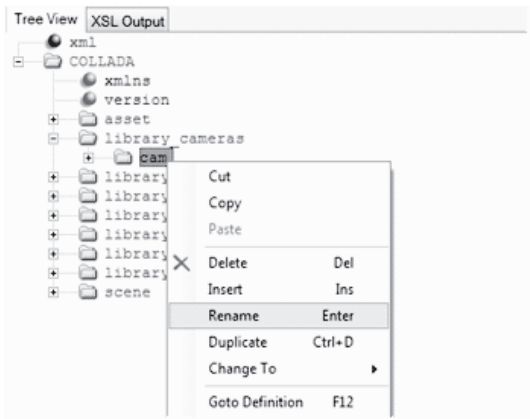 Tree View XSL Output
xml
COLLADA
xmlns
version
asset
library_cameras
cam
library
library
library
library
library
library
scene
Cut
Copy
Paste
Delete Del
Insert Ins
Rename Enter
Duplicate Ctrl+D
Change To
Goto Definition F12